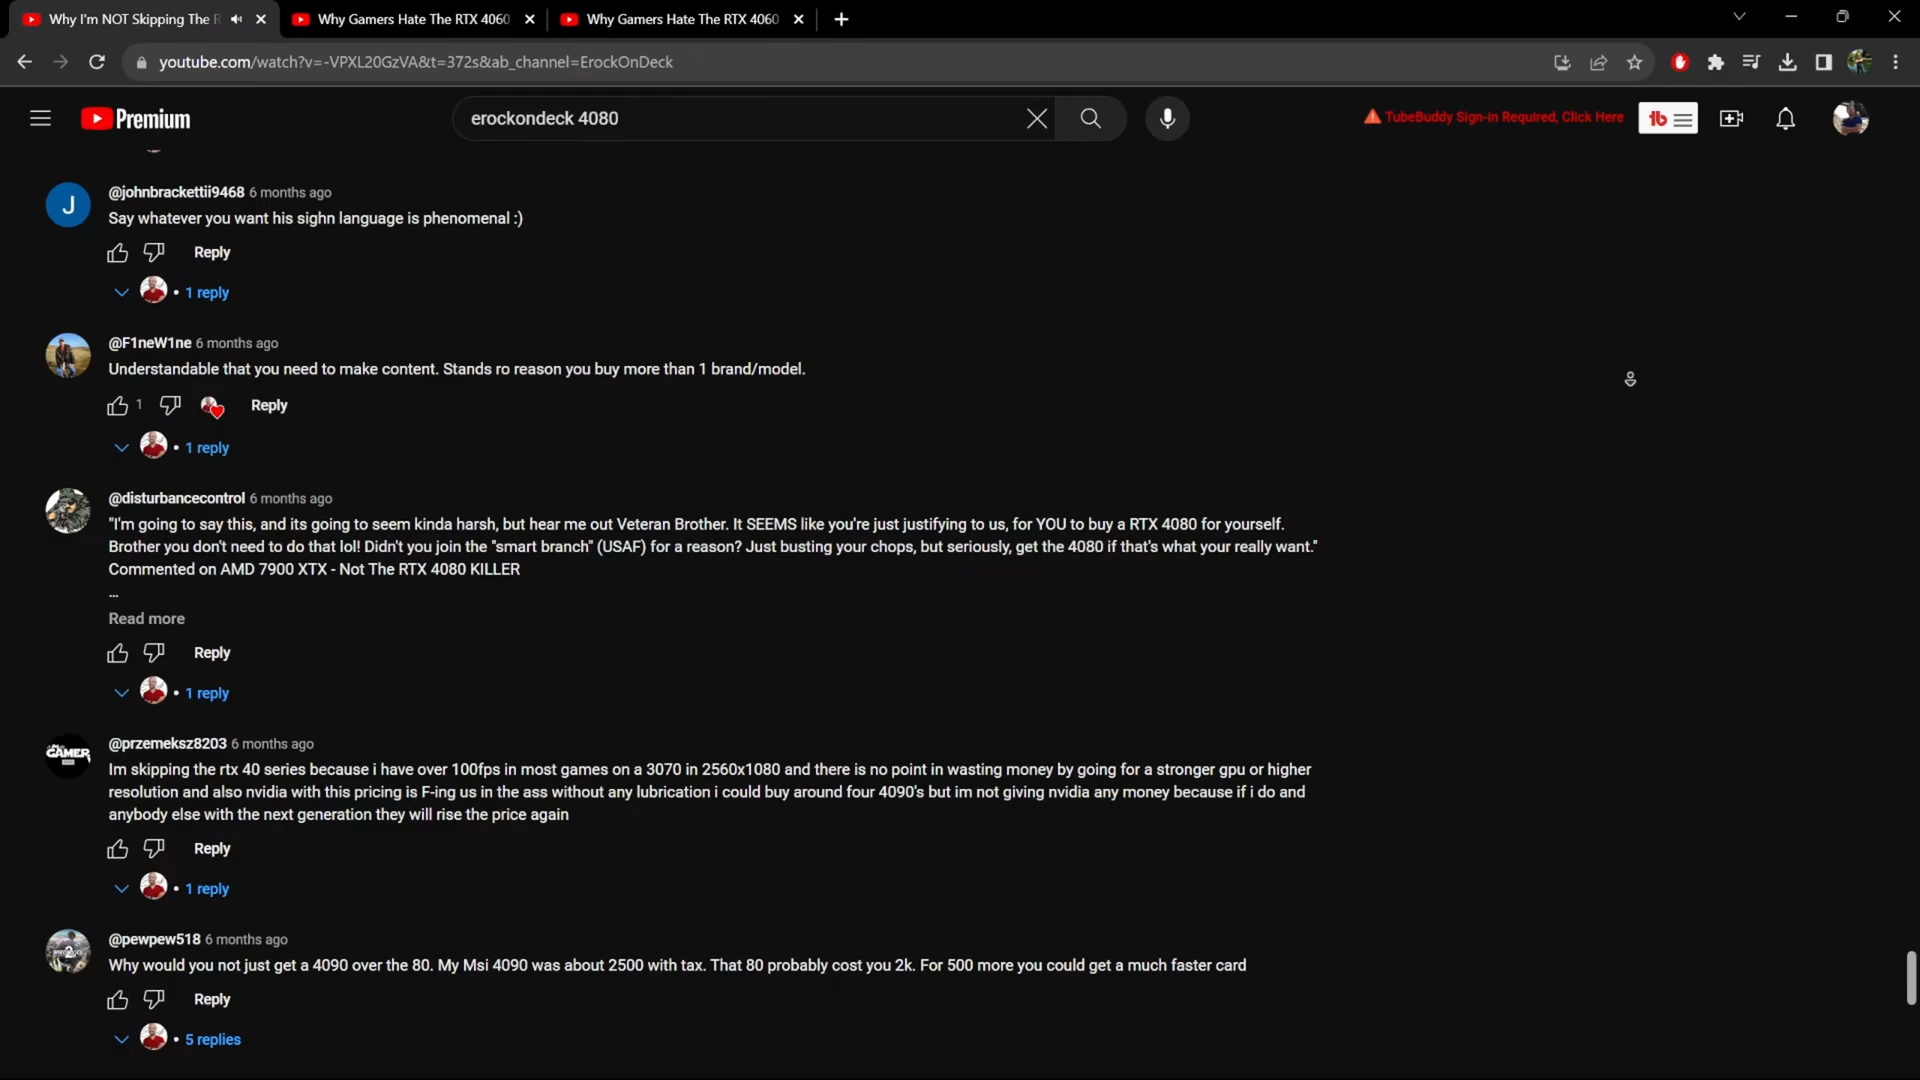 Why I'm NOT Skipping The R
Why Gamers Hate The RTX 4060
Why Gamers Hate The RTX 4060
youtube.com/watch?v=-VPXL20GzVA&t=372s&ab_channel=ErockOnDeck
Premium
erockondeck 4080
TubeBuddy Sign-in Required, Click Here
tb
J
@johnbrackettii9468 6 months ago
Say whatever you want his sighn language is phenomenal :)
Reply
• 1 reply
@F1neW1ne 6 months ago
Understandable that you need to make content. Stands ro reason you buy more than 1 brand/model.
1 Reply
• 1 reply
@disturbancecontrol 6 months ago
"I'm going to say this, and its going to seem kinda harsh, but hear me out Veteran Brother. It SEEMS like you're just justifying to us, for YOU to buy a RTX 4080 for yourself.
Brother you don't need to do that lol! Didn't you join the "smart branch" (USAF) for a reason? Just busting your chops, but seriously, get the 4080 if that's what your really want."
Commented on AMD 7900 XTX - Not The RTX 4080 KILLER
...
Read more
Reply
• 1 reply
GAMER
@przemeksz8203 6 months ago
Im skipping the rtx 40 series because i have over 100fps in most games on a 3070 in 2560x1080 and there is no point in wasting money by going for a stronger gpu or higher
resolution and also nvidia with this pricing is F-ing us in the ass without any lubrication i could buy around four 4090's but im not giving nvidia any money because if i do and
anybody else with the next generation they will rise the price again
Reply
• 1 reply
@pewpew518 6 months ago
Why would you not just get a 4090 over the 80. My Msi 4090 was about 2500 with tax. That 80 probably cost you 2k. For 500 more you could get a much faster card
Reply
• 5 replies